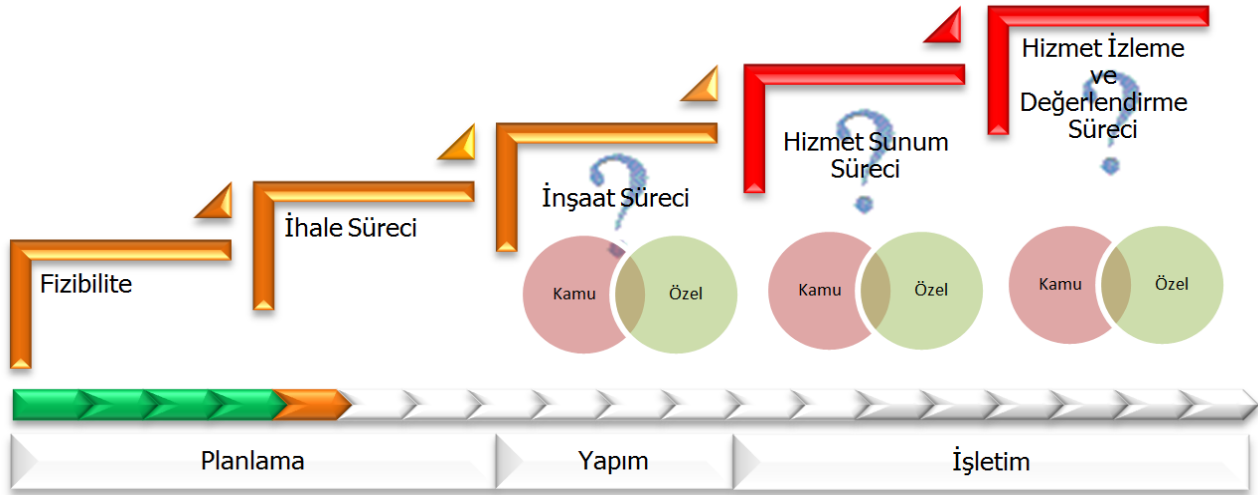 Fizibilite
İhale Süreci
İnşaat Süreci
Hizmet Sunum
Süreci
Hizmet İzleme
ve
Değerlendirme
Süreci
?
?
?
Kamu
Özel
Kamu
Özel
Kamu
Özel
Planlama
Yapım
İşletim